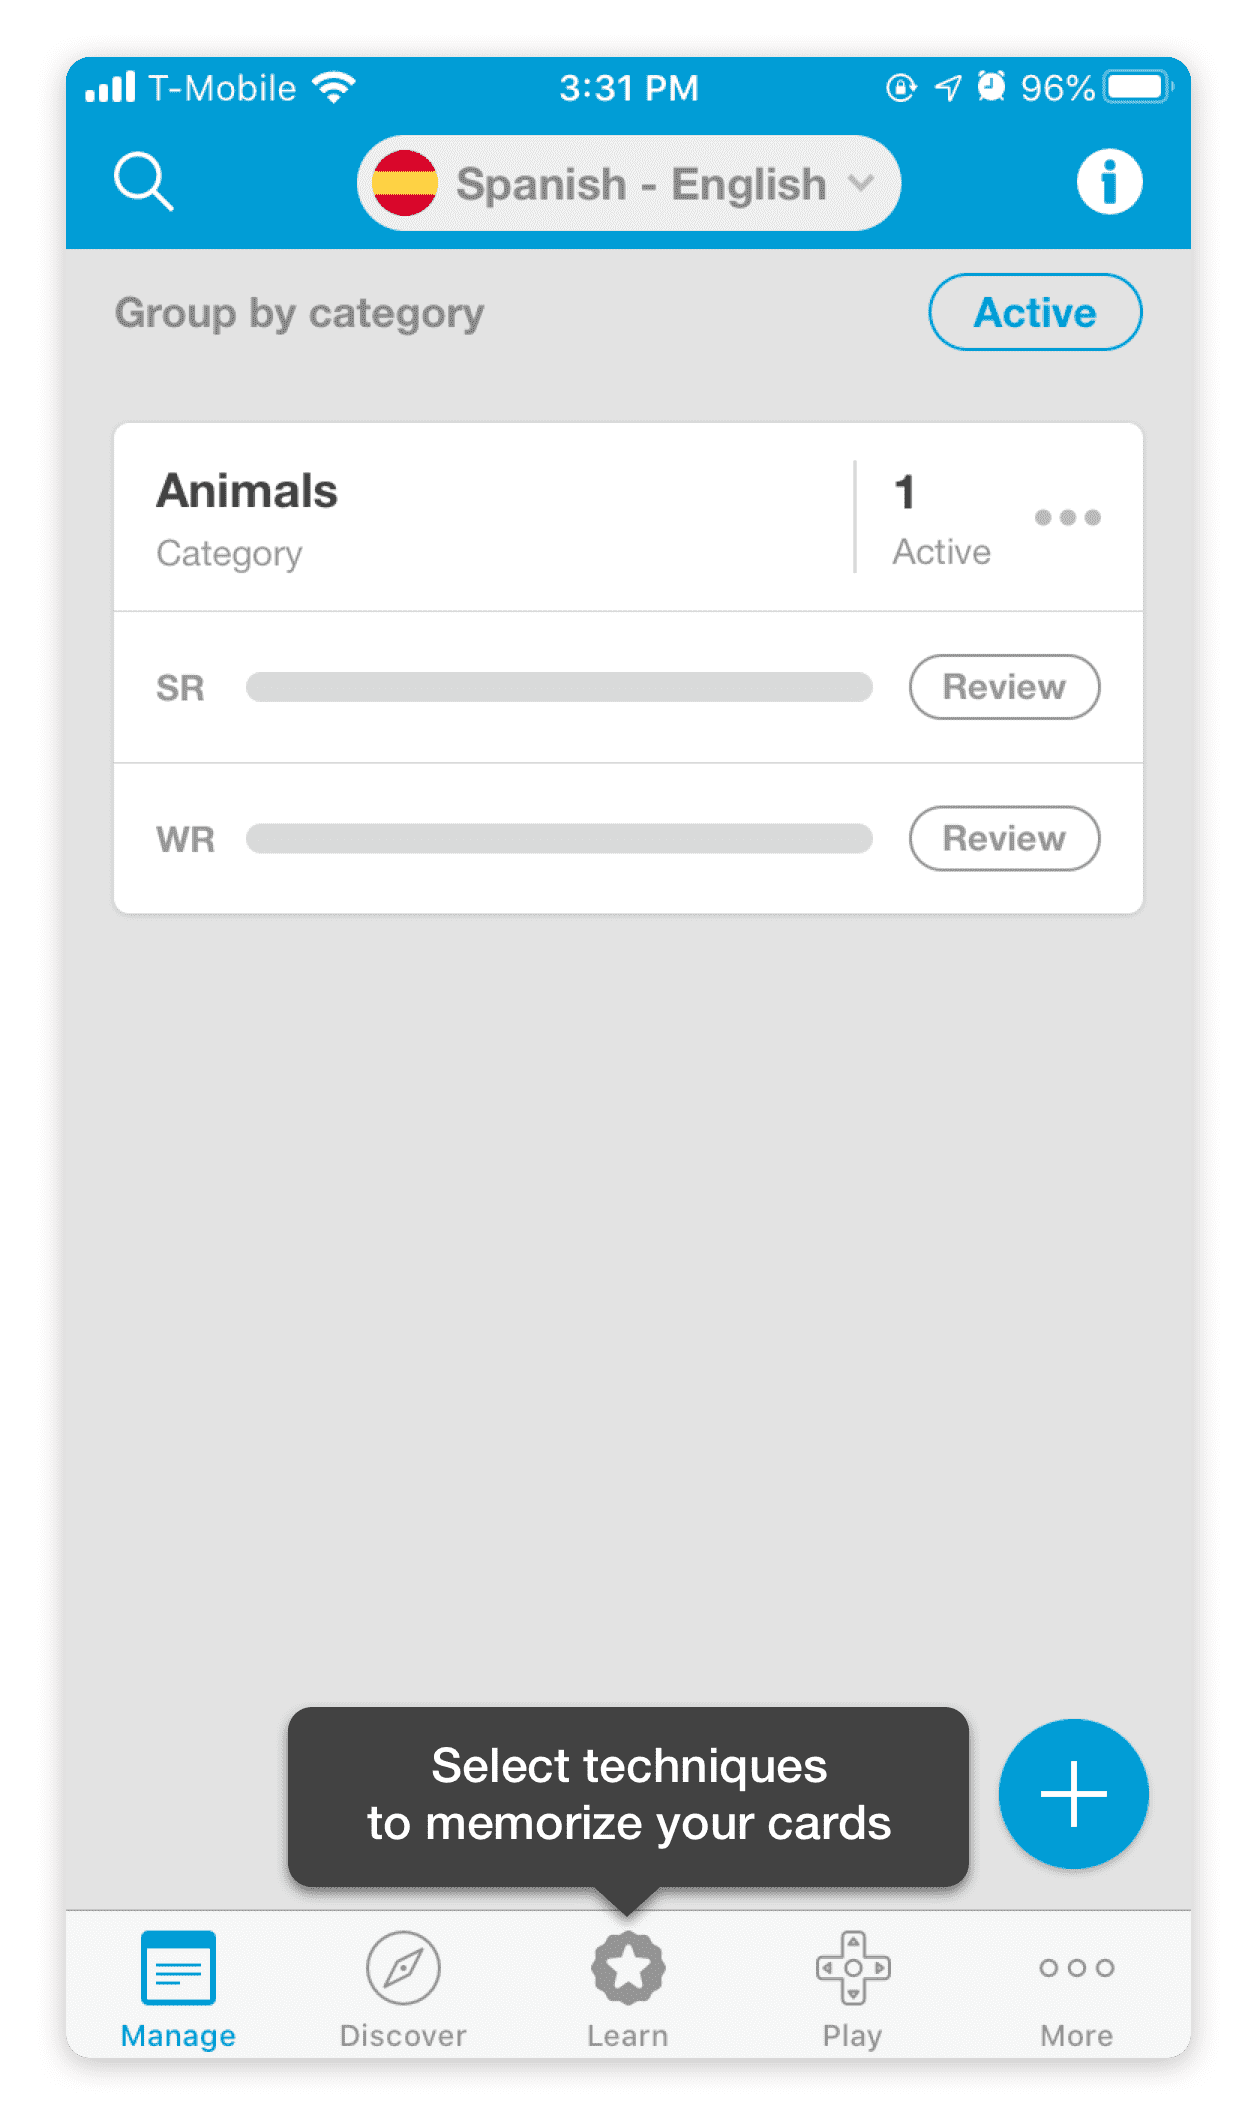 T-Mobile 3:31 PM 96%
Spanish - English
Group by category Active
Animals
Category
1
Active
SR Review
WR Review
Select techniques
to memorize your cards
Manage Discover Learn Play More